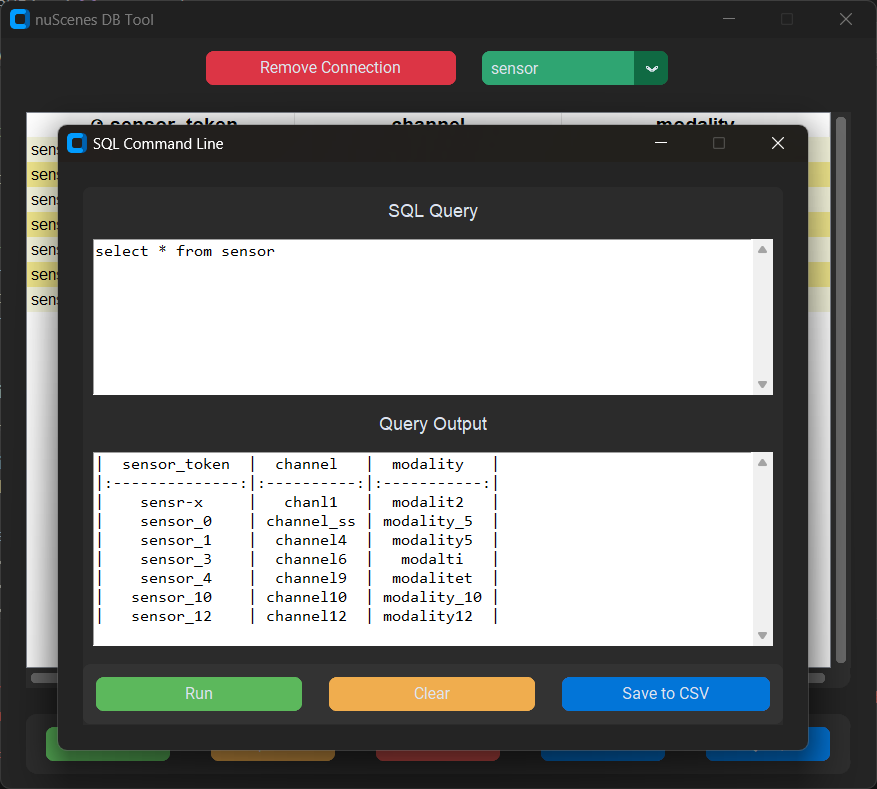 nuScenes DB Tool
Remove Connection
sensor
sensor_token channel modality
SQL Command Line
sens
sens
sens
sens
sens
sens
sens
SQL Query
select * from sensor
Query Output
| sensor_token | channel | modality |
|:--------------:|:----------:|:-----------:|
| sensr-x | chanl1 | modalit2 |
| sensor_0 | channel_ss | modality_5 |
| sensor_1 | channel4 | modality5 |
| sensor_3 | channel6 | modalti |
| sensor_4 | channel9 | modalitet |
| sensor_10 | channel10 | modality_10 |
| sensor_12 | channel12 | modality12 |
Run Clear Save to CSV